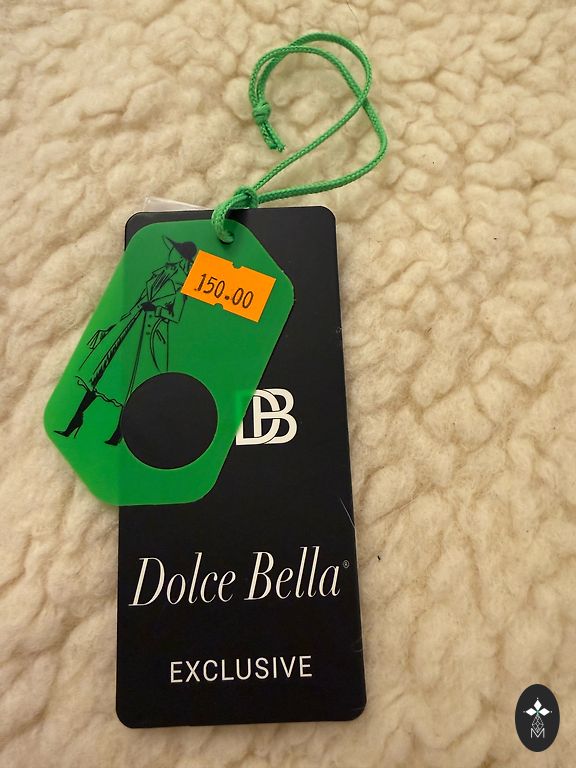 150.00
DB
Dolce Bella®
EXCLUSIVE
M